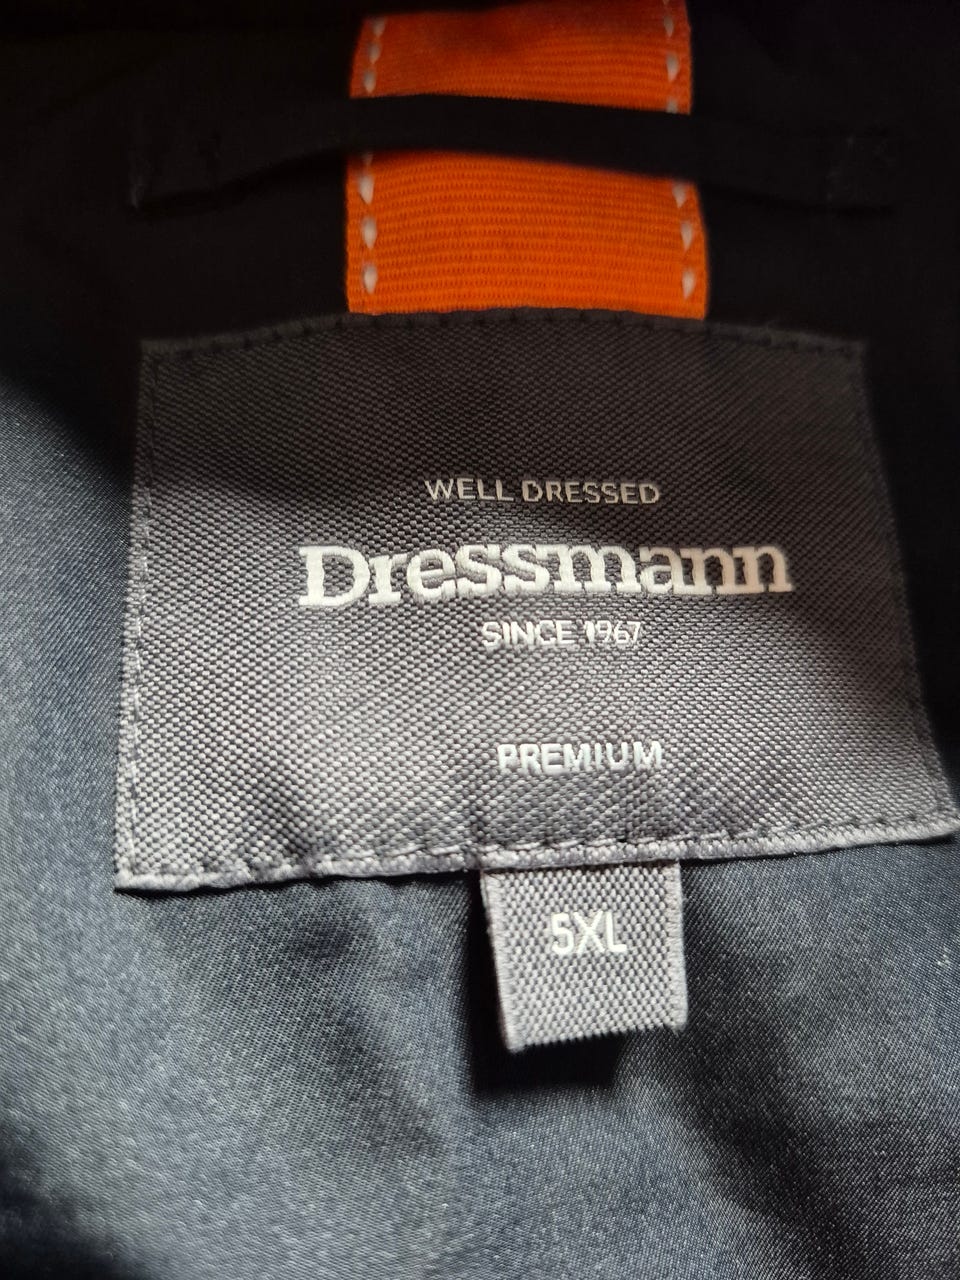 WELL DRESSED
Dressmann
SINCE 1967
PREMIUM
5XL